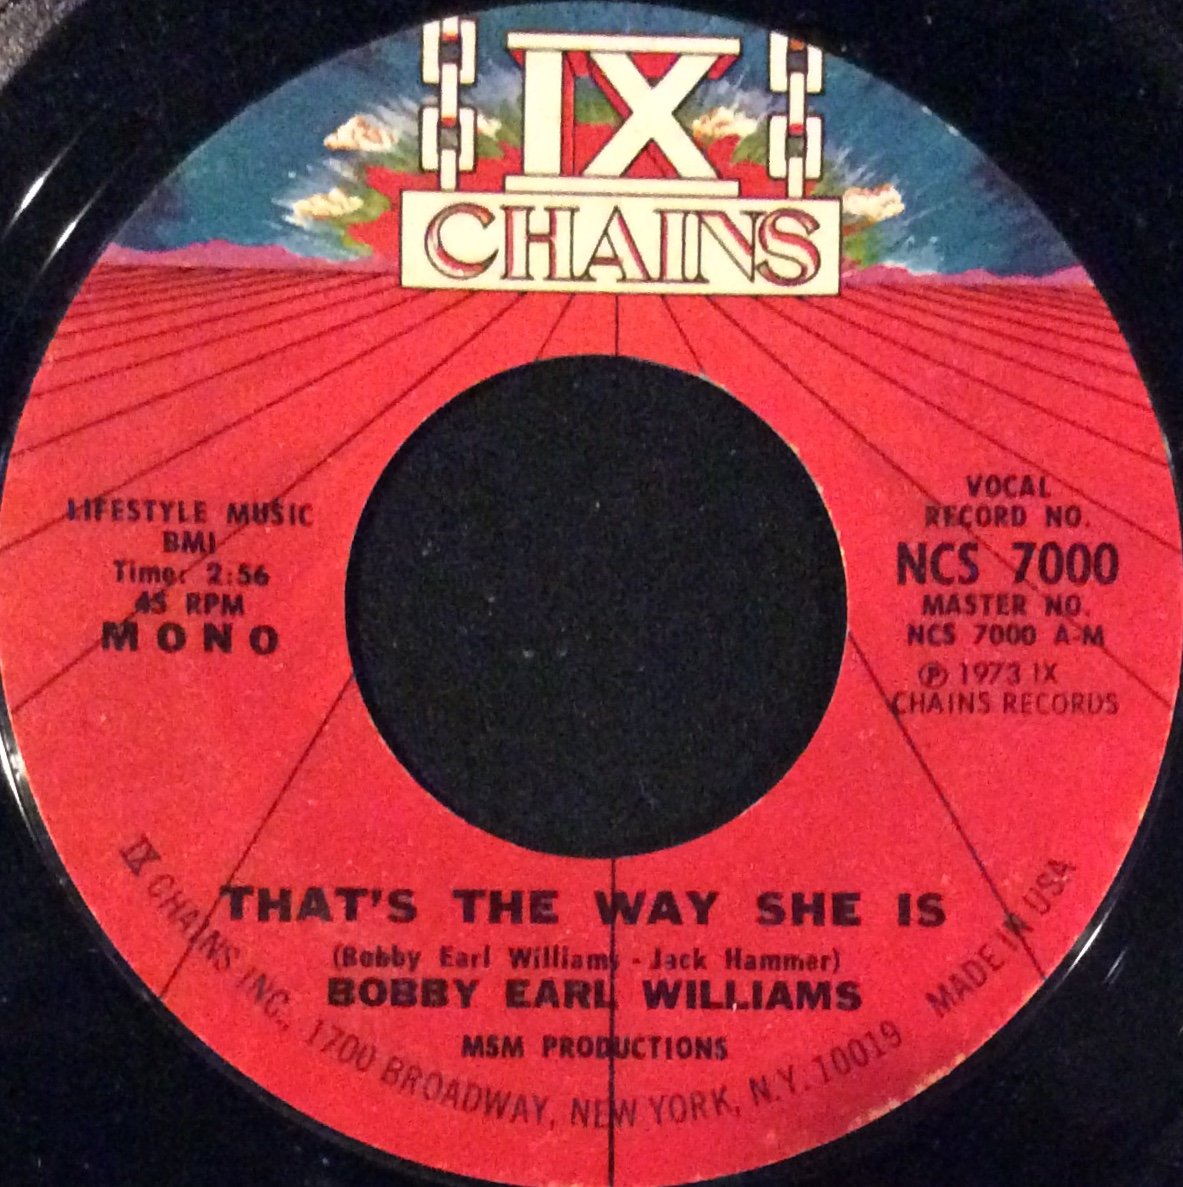 IX
CHAINS
LIFESTYLE MUSIC
BMI
Time: 2:56
45 RPM
MONO
VOCAL
RECORD NO.
NCS 7000
MASTER NO.
NCS 7000 A-M
℗ 1973 IX
CHAINS RECORDS
THAT'S THE WAY SHE IS
(Bobby Earl Williams - Jack Hammer)
BOBBY EARL WILLIAMS
MSM PRODUCTIONS
IX CHAINS INC., 1700 BROADWAY, NEW YORK, N.Y. 10019 MADE IN USA